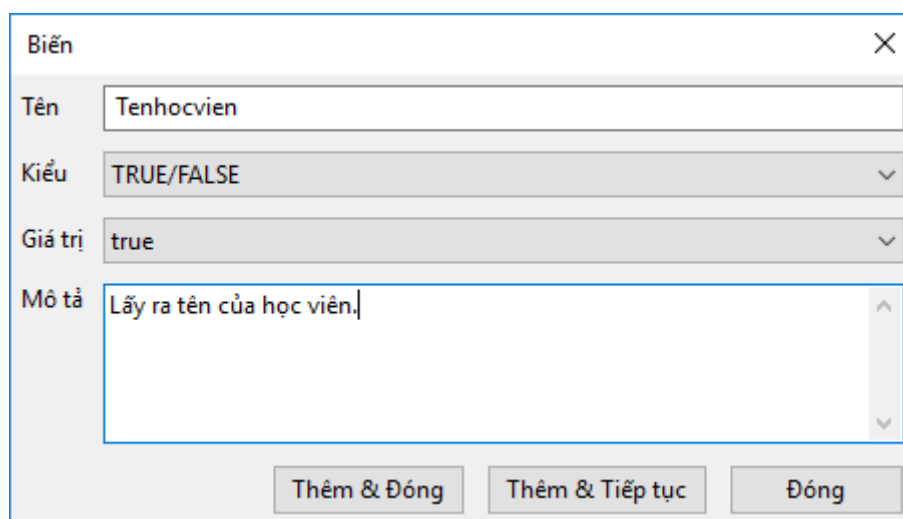 Biến
Tên Tenhocvien
Kiểu TRUE/FALSE
Giá trị true
Mô tả Lấy ra tên của học viên.
Thêm & Đóng Thêm & Tiếp tục Đóng